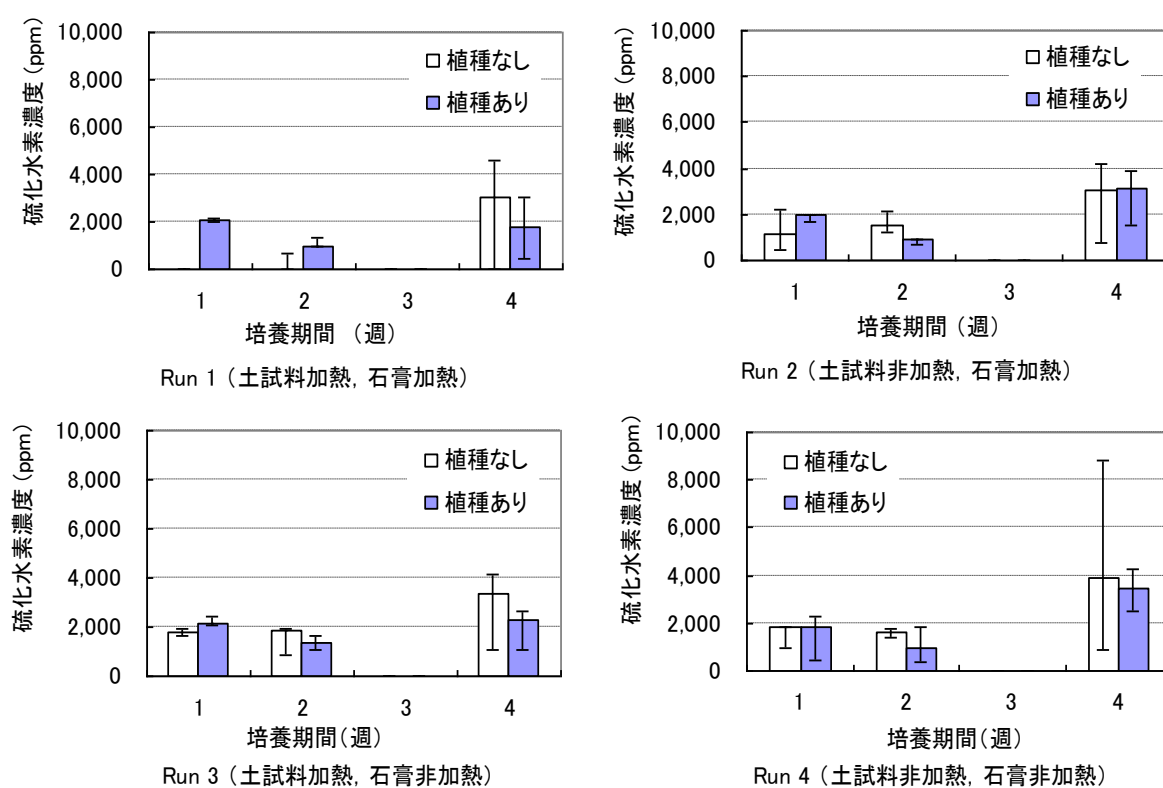 硫化水素濃度(ppm)
10,000
8,000
6,000
4,000
2,000
0
植種なし
植種あり
1 2 3 4
培養期間 (週)
Run 1 (土試料加熱, 石膏加熱)
硫化水素濃度(ppm)
10,000
8,000
6,000
4,000
2,000
0
植種なし
植種あり
1 2 3 4
培養期間(週)
Run 2 (土試料非加熱, 石膏加熱)
硫化水素濃度(ppm)
10,000
8,000
6,000
4,000
2,000
0
植種なし
植種あり
1 2 3 4
培養期間(週)
Run 3 (土試料加熱, 石膏非加熱)
硫化水素濃度(ppm)
10,000
8,000
6,000
4,000
2,000
0
植種なし
植種あり
1 2 3 4
培養期間(週)
Run 4 (土試料非加熱, 石膏非加熱)